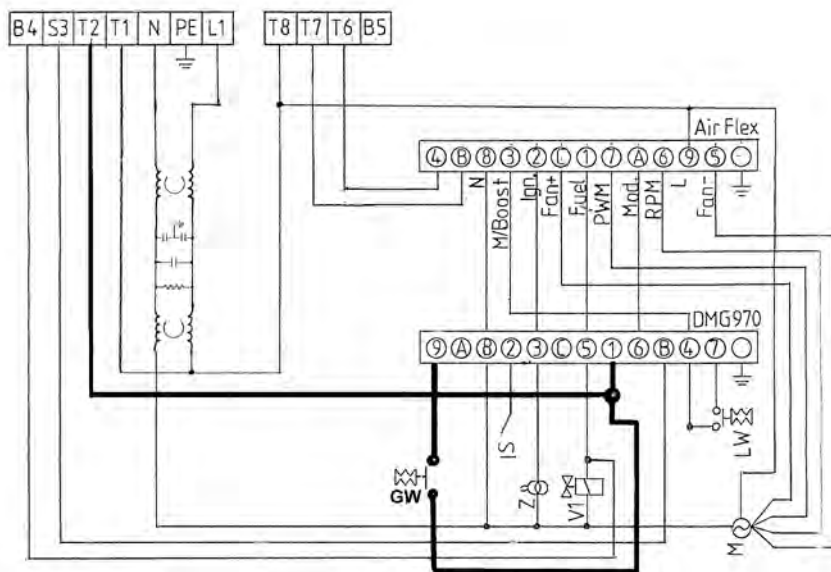 B4 S3 T2 T1 N PE L1 T8 T7 T6 B5
Air Flex
4 B 8 3 2 C 1 7 A 6 9 5
N
M/Boost
Ign.
Fan+
Fuel
PWM
Mod.
RPM
L
Fan-
DMG970
9 A 8 2 3 C 5 1 6 B 4 7
IS
LW
GW
Z
V1
M